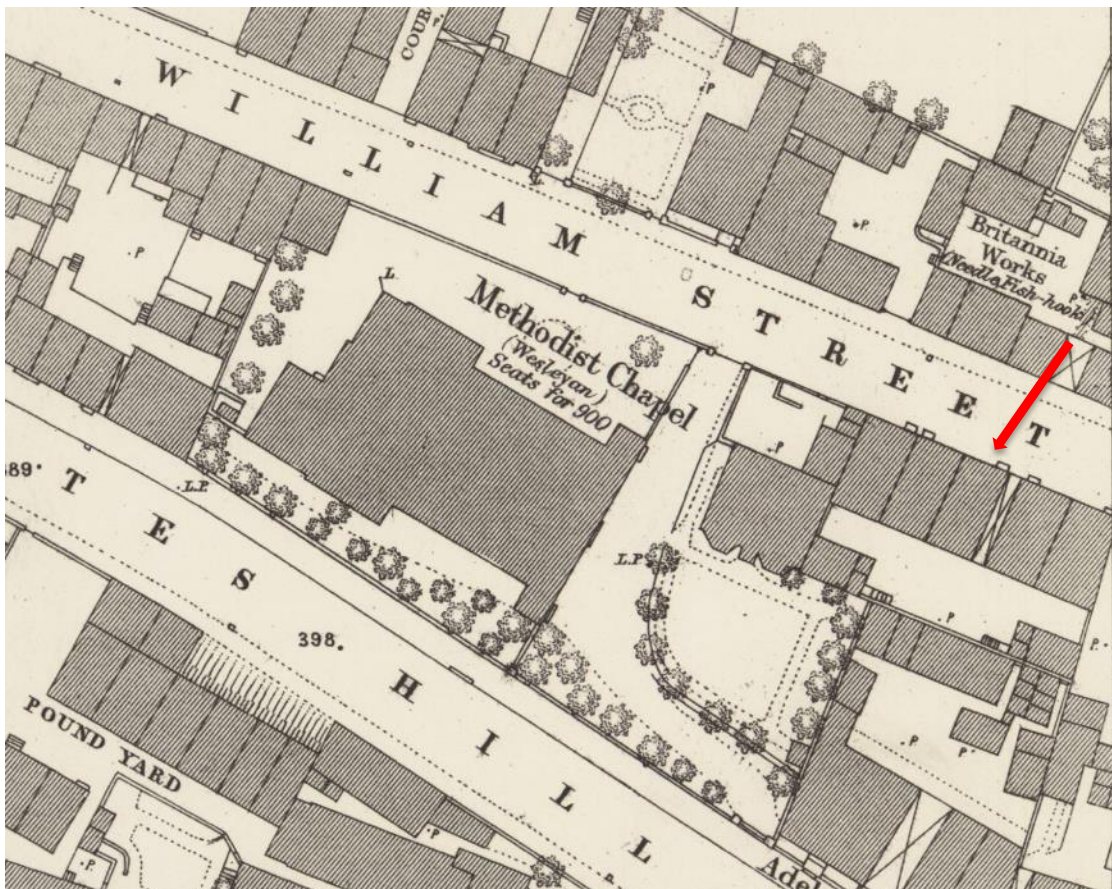 COUR
P.
WILLIAM STREET
P
P.
Britannia
Works
(Needle, Fish-hook)
P.
L
Methodist Chapel
(Wesleyan)
Seats for 900
P
P
L.P.
L.P.
389·
TES HILL
398.
P.
P.
P
P
POUND YARD
P
P
Adel